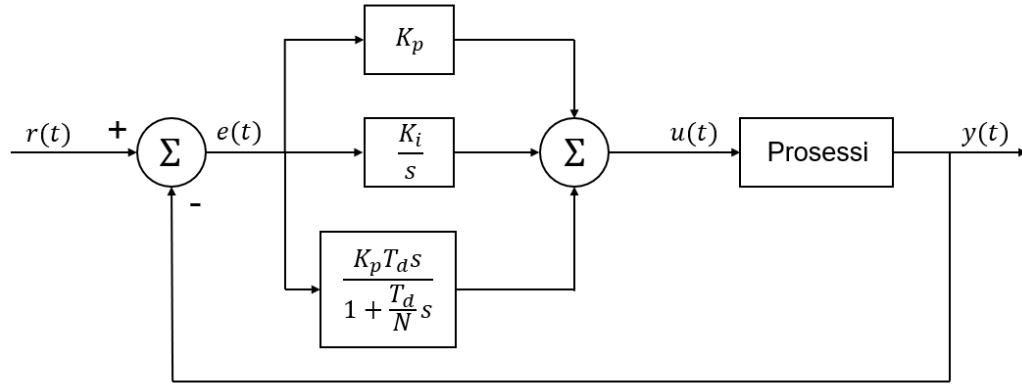 K_p
r(t)
+
Σ
e(t)
K_i
s
Σ
u(t)
Prosessi
y(t)
-
K_p T_d s
1 + T_d/N s